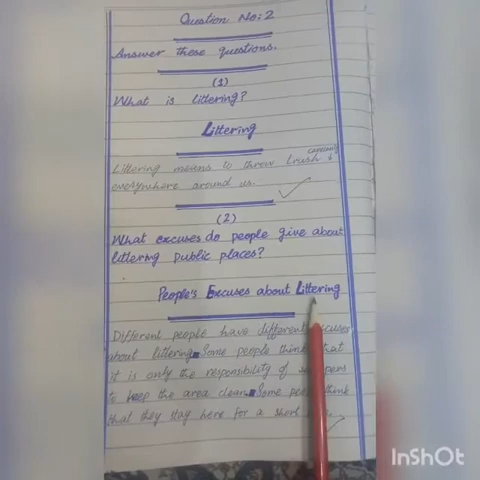 Question No: 2
Answer these questions.
(1)
What is littering?
Littering
carelessly
Littering means to throw trash
everywhere around us.
(2)
What excuses do people give about
littering public places?
People's Excuses about Littering
Different people have different excuses
about littering. Some people think that
it is only the responsibility of
to keep the area clean. Some people think
that they stay here for a short
InShOt